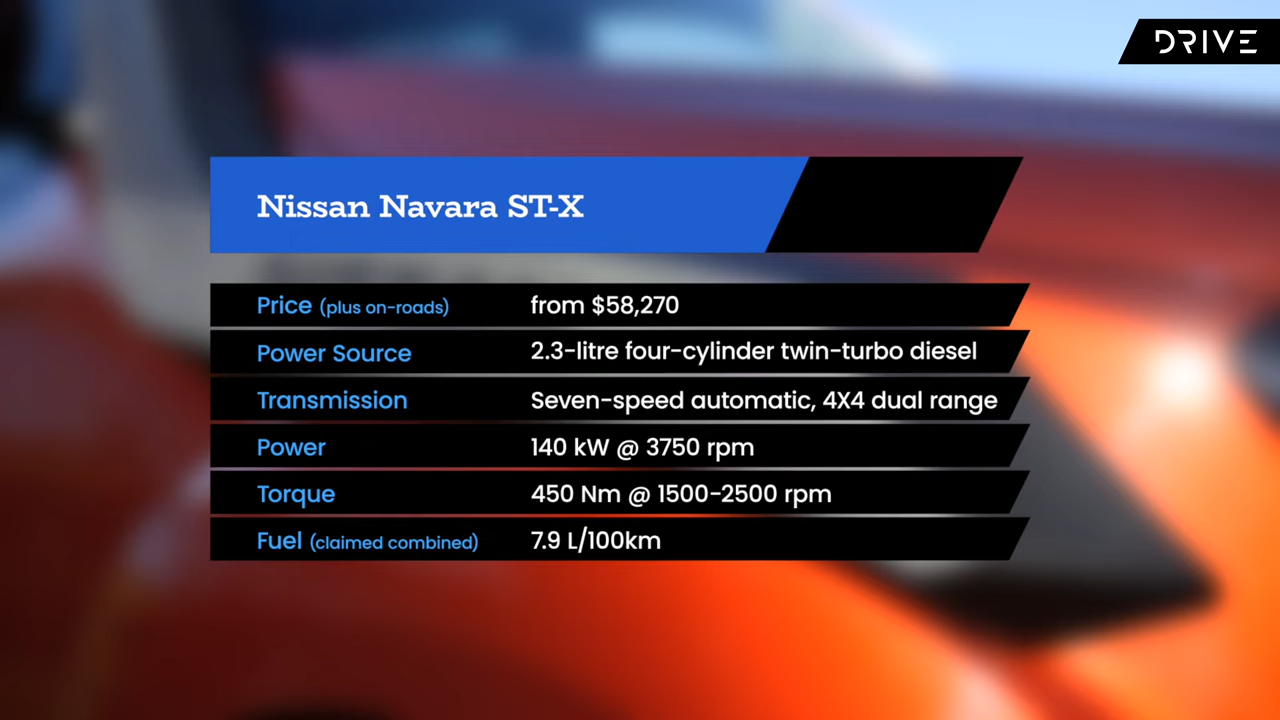 DRIVE
Nissan Navara ST-X
Price (plus on-roads) from $58,270
Power Source 2.3-litre four-cylinder twin-turbo diesel
Transmission Seven-speed automatic, 4X4 dual range
Power 140 kW @ 3750 rpm
Torque 450 Nm @ 1500-2500 rpm
Fuel (claimed combined) 7.9 L/100km